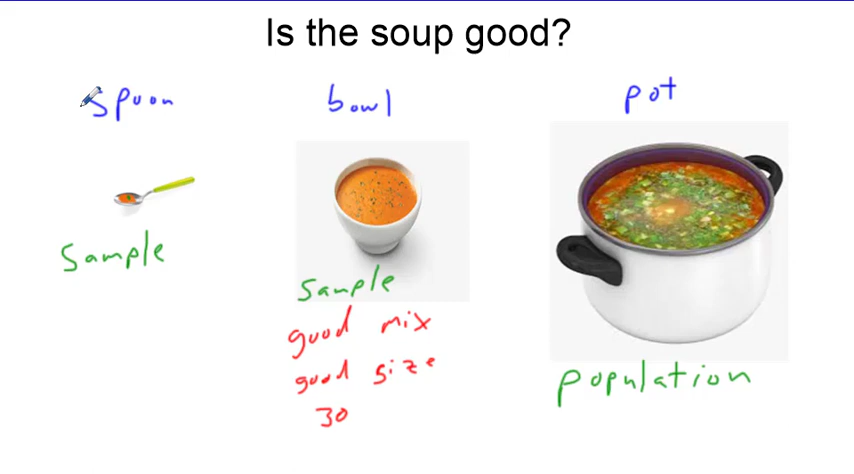 Is the soup good?
spoon
bowl
pot
sample
sample
good mix
good size
30
population